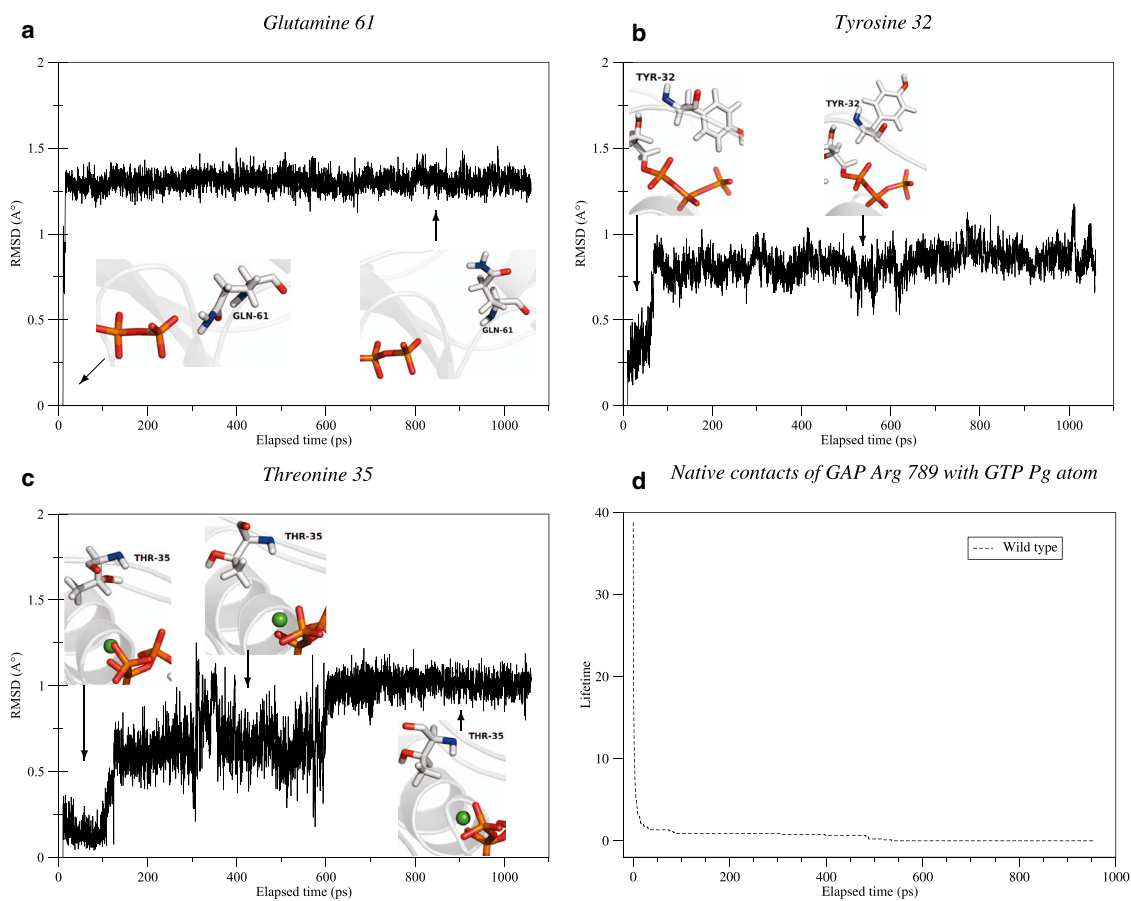 a
Glutamine 61
2
1.5
1
0.5
0
RMSD (A°)
GLN-61
GLN-61
0 200 400 600 800 1000
Elapsed time (ps)
b
Tyrosine 32
2
1.5
1
0.5
0
RMSD (A°)
TYR-32
TYR-32
0 200 400 600 800 1000
Elapsed time (ps)
c
Threonine 35
2
1.5
1
0.5
0
RMSD (A°)
THR-35
THR-35
THR-35
0 200 400 600 800 1000
Elapsed time (ps)
d
Native contacts of GAP Arg 789 with GTP Pg atom
40
30
20
10
0
Lifetime
Wild type
0 200 400 600 800 1000
Elapsed time (ps)